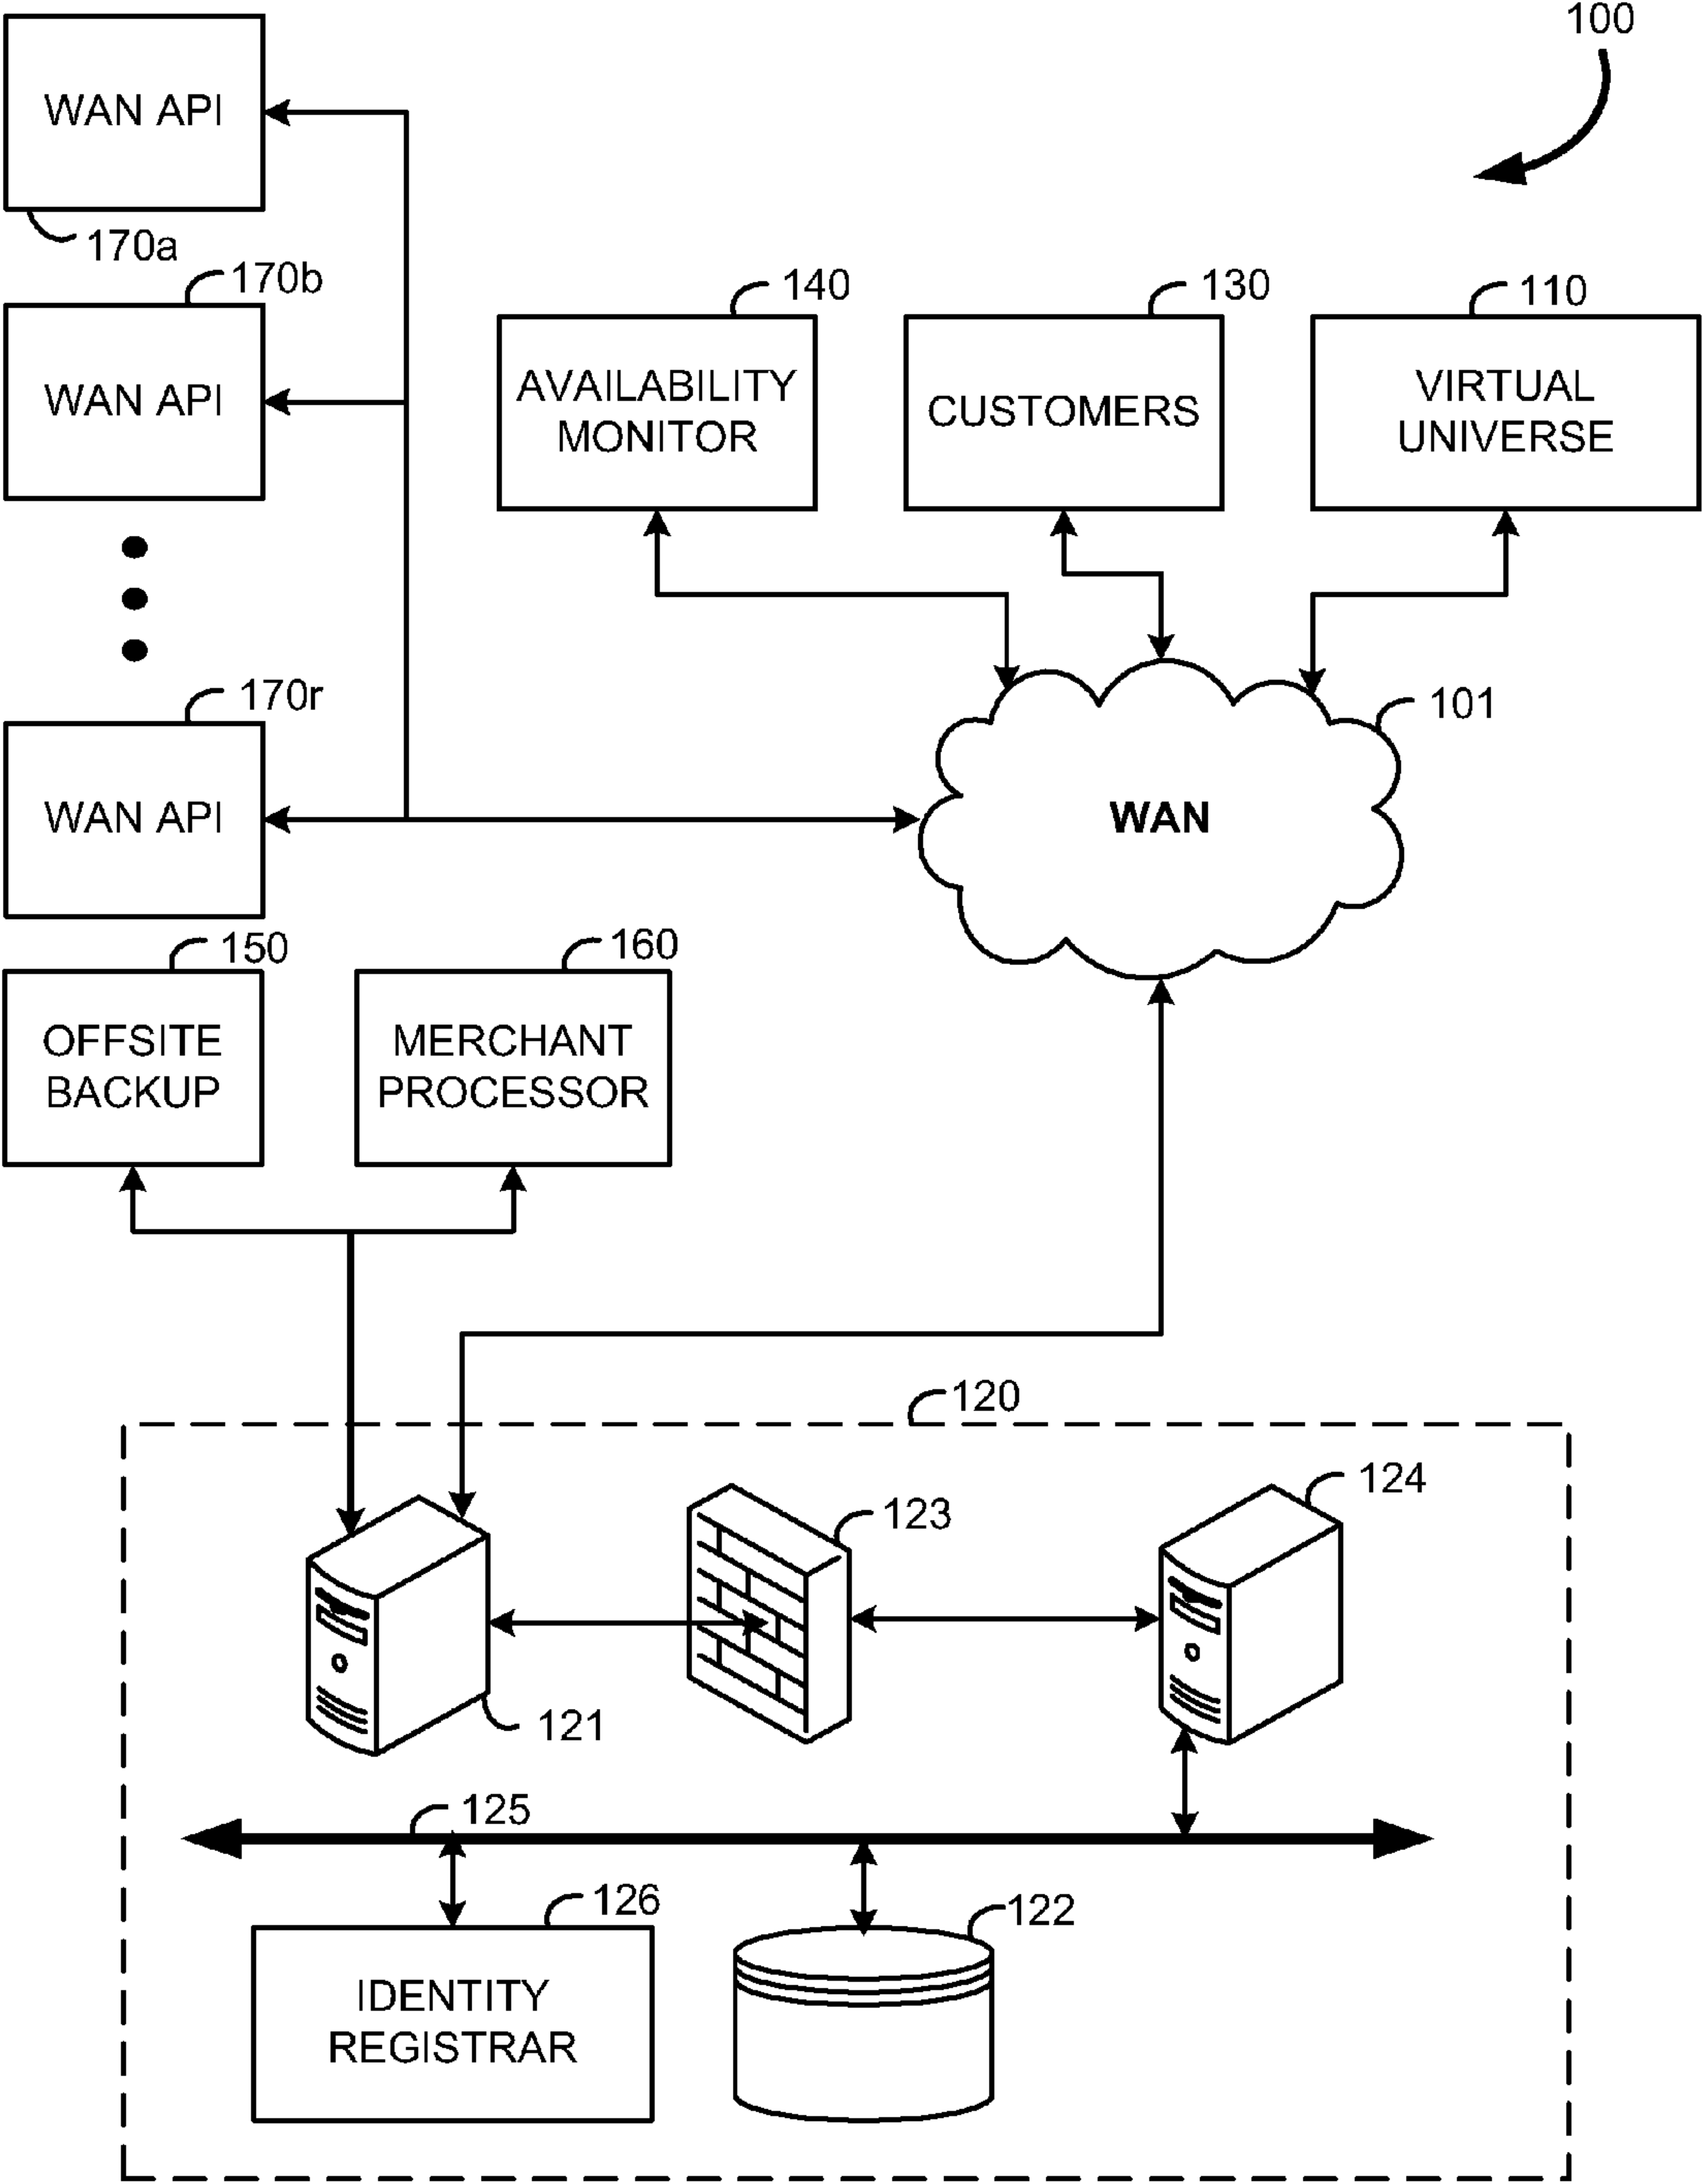 100
WAN API
170a
170b
WAN API
140
130
110
AVAILABILITY
MONITOR
CUSTOMERS
VIRTUAL
UNIVERSE
170r
WAN API
101
WAN
150
160
OFFSITE
BACKUP
MERCHANT
PROCESSOR
120
123
124
121
125
126
122
IDENTITY
REGISTRAR